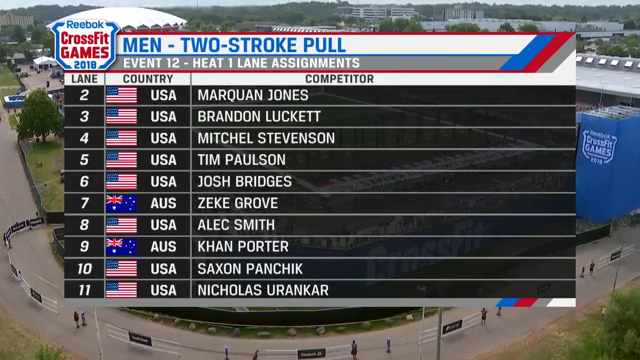 Reebok
CrossFit
GAMES
2018
MEN - TWO-STROKE PULL
EVENT 12 - HEAT 1 LANE ASSIGNMENTS
LANE COUNTRY COMPETITOR
2 USA MARQUAN JONES
3 USA BRANDON LUCKETT
4 USA MITCHEL STEVENSON
5 USA TIM PAULSON
6 USA JOSH BRIDGES
7 AUS ZEKE GROVE
8 USA ALEC SMITH
9 AUS KHAN PORTER
10 USA SAXON PANCHIK
11 USA NICHOLAS URANKAR
Reebok
CrossFit
GAMES
2018
CrossFit